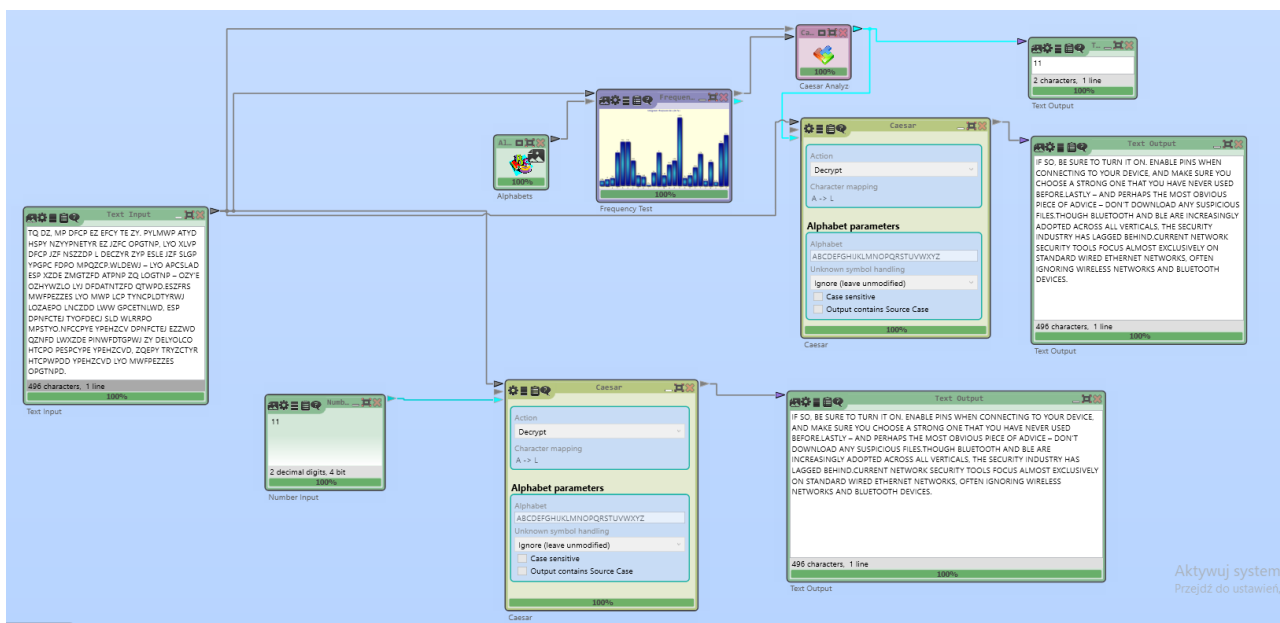 Ca...
100%
Caesar Analyz
T...
11
2 characters, 1 line
100%
Text Output
Frequen...
100%
Frequency Test
Al...
100%
Alphabets
Caesar
Action
Decrypt
Character mapping
A -> L
Alphabet parameters
Alphabet
ABCDEFGHIJKLMNOPQRSTUVWXYZ
Unknown symbol handling
Ignore (leave unmodified)
Case sensitive
Output contains Source Case
100%
Caesar
Text Output
IF SO, BE SURE TO TURN IT ON. ENABLE PINS WHEN
CONNECTING TO YOUR DEVICE, AND MAKE SURE YOU
CHOOSE A STRONG ONE THAT YOU HAVE NEVER USED
BEFORE.LASTLY – AND PERHAPS THE MOST OBVIOUS
PIECE OF ADVICE – DON'T DOWNLOAD ANY SUSPICIOUS
FILES.THOUGH BLUETOOTH AND BLE ARE INCREASINGLY
ADOPTED ACROSS ALL VERTICALS, THE SECURITY
INDUSTRY HAS LAGGED BEHIND.CURRENT NETWORK
SECURITY TOOLS FOCUS ALMOST EXCLUSIVELY ON
STANDARD WIRED ETHERNET NETWORKS, OFTEN
IGNORING WIRELESS NETWORKS AND BLUETOOTH
DEVICES.
496 characters, 1 line
100%
Text Output
Text Input
TQ DZ, MP DFCP EZ EFCY TE ZY. PYLMWP ATYD
HSPY NZYYPNETYR EZ JZFC OPGTNP, LYO XLVP
DFCP JZF NSZZDP L DECZYR ZYP ESLE JZF SLGP
YPGPC FDPO MPQZCP.WLDEWJ – LYO APCSLAD
ESP XZDE ZMGTZFD ATPNP ZQ LOGTNP – OZY'E
OZHYWZLO LYJ DFDATNTZFD QTWPD.ESZFRS
MWFPEZZES LYO MWP LCP TYNCPLDTYRWJ
LOZAEPO LNCZDD LWW GPCETNLWD, ESP
DPNFCTEJ TYOFDECJ SLD WLRRPO
MPSTYO.NFCCPYE YPEHZCV DPNFCTEJ EZZWD
QZNFD LWXZDE PINWFDTGPWJ ZY DELYOLCO
HTCPO PESPCYPE YPEHZCVD, ZQEPY TRYZCTYR
HTCPWPDD YPEHZCVD LYO MWFPEZZES
OPGTNPD.
496 characters, 1 line
100%
Text Input
Numb...
11
2 decimal digits, 4 bit
100%
Number Input
Caesar
Action
Decrypt
Character mapping
A -> L
Alphabet parameters
Alphabet
ABCDEFGHIJKLMNOPQRSTUVWXYZ
Unknown symbol handling
Ignore (leave unmodified)
Case sensitive
Output contains Source Case
100%
Caesar
Text Output
IF SO, BE SURE TO TURN IT ON. ENABLE PINS WHEN CONNECTING TO YOUR DEVICE,
AND MAKE SURE YOU CHOOSE A STRONG ONE THAT YOU HAVE NEVER USED
BEFORE.LASTLY – AND PERHAPS THE MOST OBVIOUS PIECE OF ADVICE – DON'T
DOWNLOAD ANY SUSPICIOUS FILES.THOUGH BLUETOOTH AND BLE ARE
INCREASINGLY ADOPTED ACROSS ALL VERTICALS, THE SECURITY INDUSTRY HAS
LAGGED BEHIND.CURRENT NETWORK SECURITY TOOLS FOCUS ALMOST EXCLUSIVELY
ON STANDARD WIRED ETHERNET NETWORKS, OFTEN IGNORING WIRELESS
NETWORKS AND BLUETOOTH DEVICES.
496 characters, 1 line
100%
Text Output
Aktywuj system
Przejdź do ustawień,